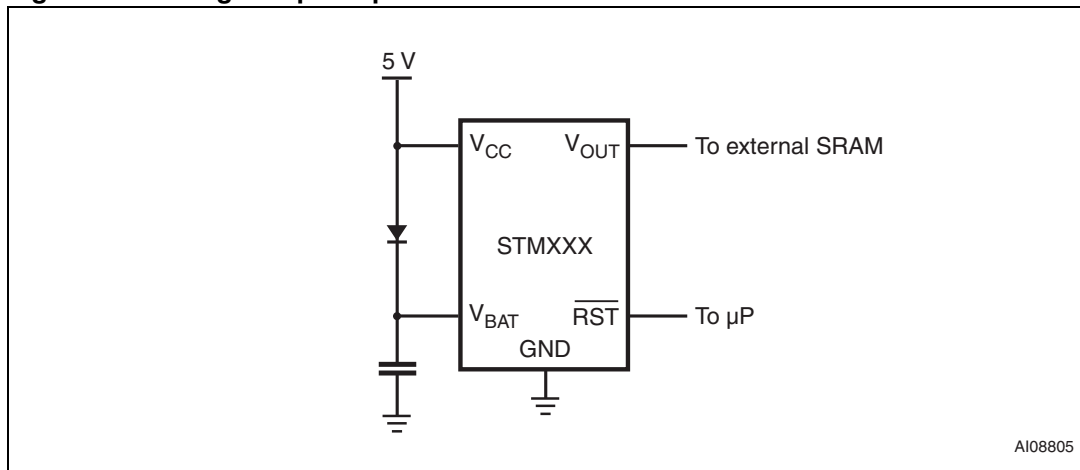 5 V
VCC
VOUT
To external SRAM
STMXXX
VBAT
RST
To µP
GND
AI08805